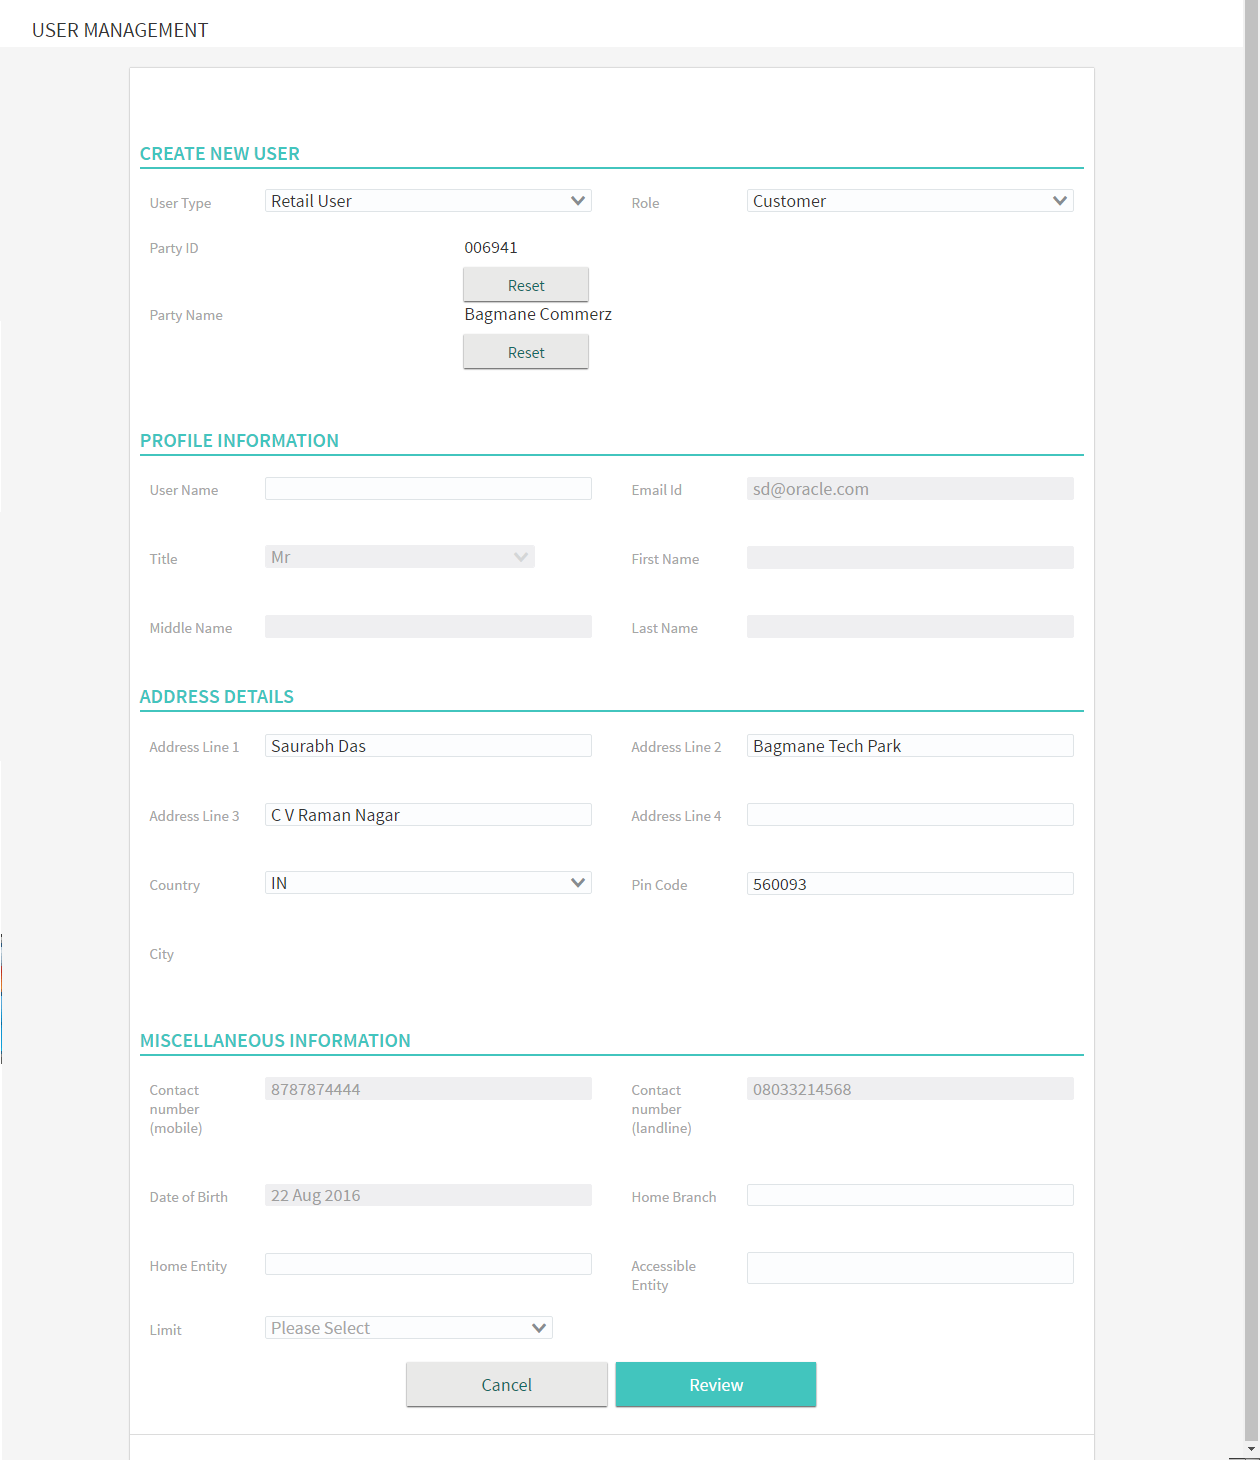 USER MANAGEMENT
CREATE NEW USER
User Type Retail User Role Customer
Party ID 006941
Reset
Party Name Bagmane Commerz
Reset
PROFILE INFORMATION
User Name Email Id sd@oracle.com
Title Mr First Name
Middle Name Last Name
ADDRESS DETAILS
Address Line 1 Saurabh Das Address Line 2 Bagmane Tech Park
Address Line 3 C V Raman Nagar Address Line 4
Country IN Pin Code 560093
City
MISCELLANEOUS INFORMATION
Contact number (mobile) 8787874444 Contact number (landline) 08033214568
Date of Birth 22 Aug 2016 Home Branch
Home Entity Accessible Entity
Limit Please Select
Cancel Review